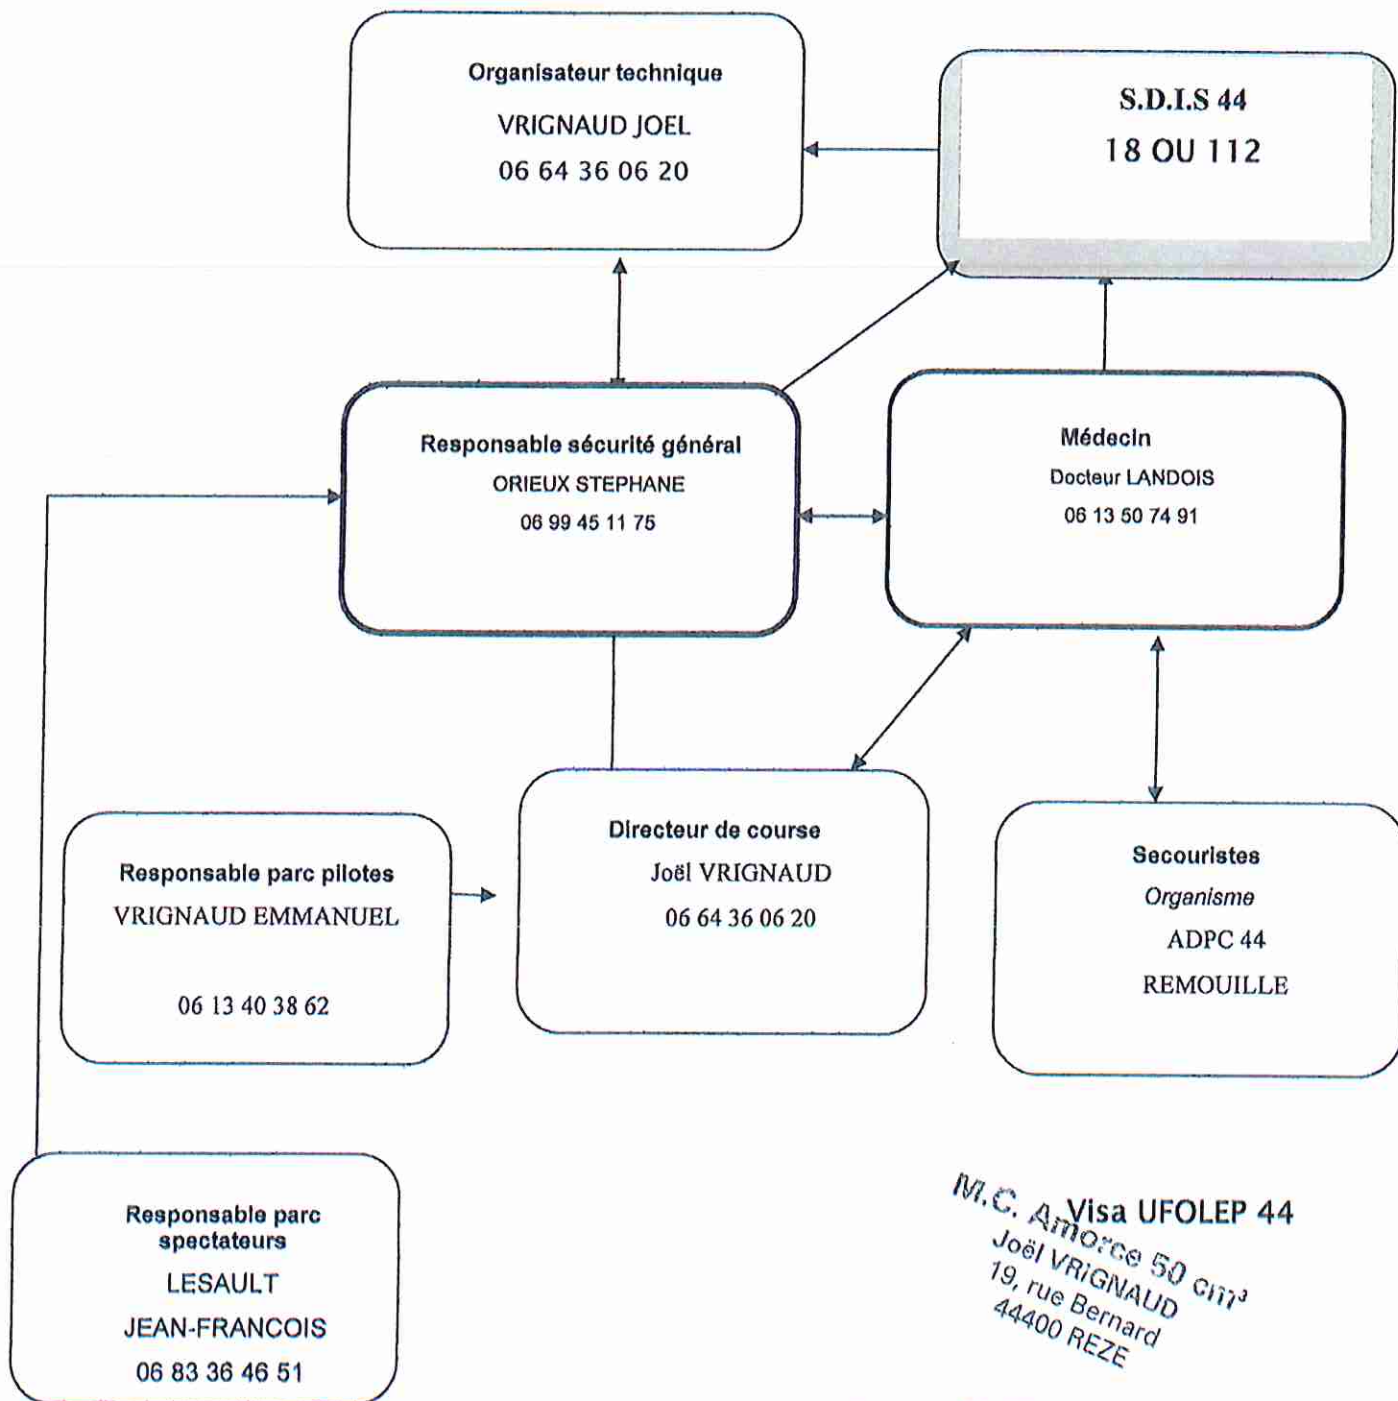 Organisateur technique
VRIGNAUD JOEL
06 64 36 06 20
S.D.I.S 44
18 OU 112
Responsable sécurité général
ORIEUX STEPHANE
06 99 45 11 75
Médecin
Docteur LANDOIS
06 13 50 74 91
Responsable parc pilotes
VRIGNAUD EMMANUEL
06 13 40 38 62
Directeur de course
Joël VRIGNAUD
06 64 36 06 20
Secouristes
Organisme
ADPC 44
REMOUILLE
Responsable parc
spectateurs
LESAULT
JEAN-FRANCOIS
06 83 36 46 51
Visa UFOLEP 44
M.C. Amorce 50 cm³
Joël VRIGNAUD
19, rue Bernard
44400 REZE